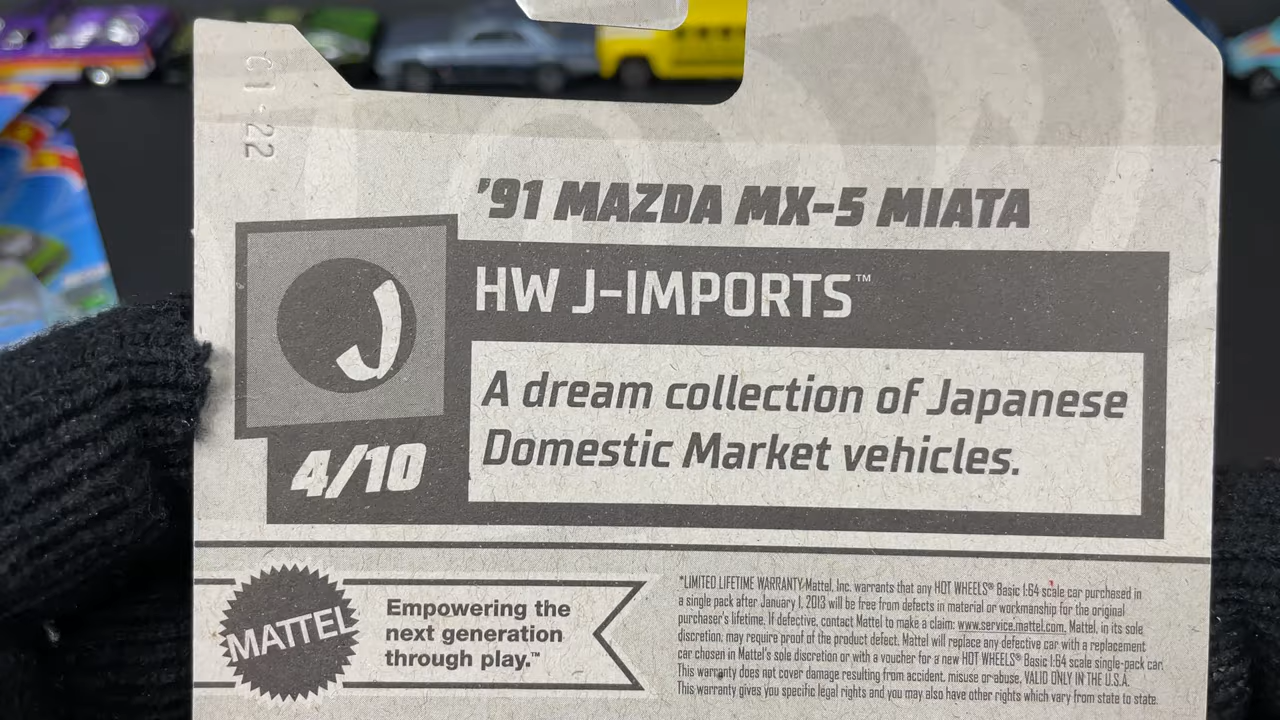 G1-22
'91 MAZDA MX-5 MIATA
J
HW J-IMPORTS™
A dream collection of Japanese
Domestic Market vehicles.
4/10
MATTEL
Empowering the
next generation
through play.™
*LIMITED LIFETIME WARRANTY Mattel, Inc. warrants that any HOT WHEELS® Basic 1:64 scale car purchased in
a single pack after January 1, 2013 will be free from defects in material or workmanship for the original
purchaser's lifetime. If defective, contact Mattel to make a claim: www.service.mattel.com. Mattel, in its sole
discretion, may require proof of the product defect. Mattel will replace any defective car with a replacement
car chosen in Mattel's sole discretion or with a voucher for a new HOT WHEELS® Basic 1:64 scale single-pack car.
This warranty does not cover damage resulting from accident, misuse or abuse. VALID ONLY IN THE U.S.A.
This warranty gives you specific legal rights and you may also have other rights which vary from state to state.